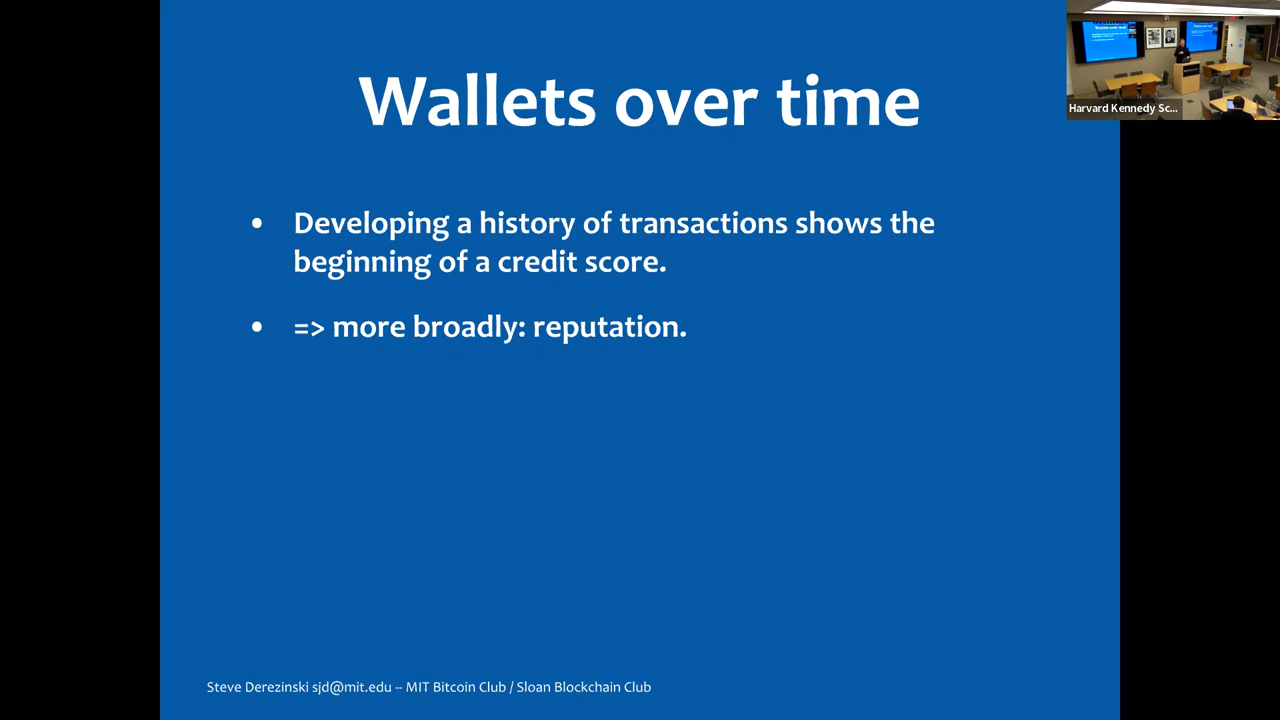 Wallets over time
Harvard Kennedy Sc...
• Developing a history of transactions shows the
beginning of a credit score.
• => more broadly: reputation.
Steve Derezinski sjd@mit.edu – MIT Bitcoin Club / Sloan Blockchain Club